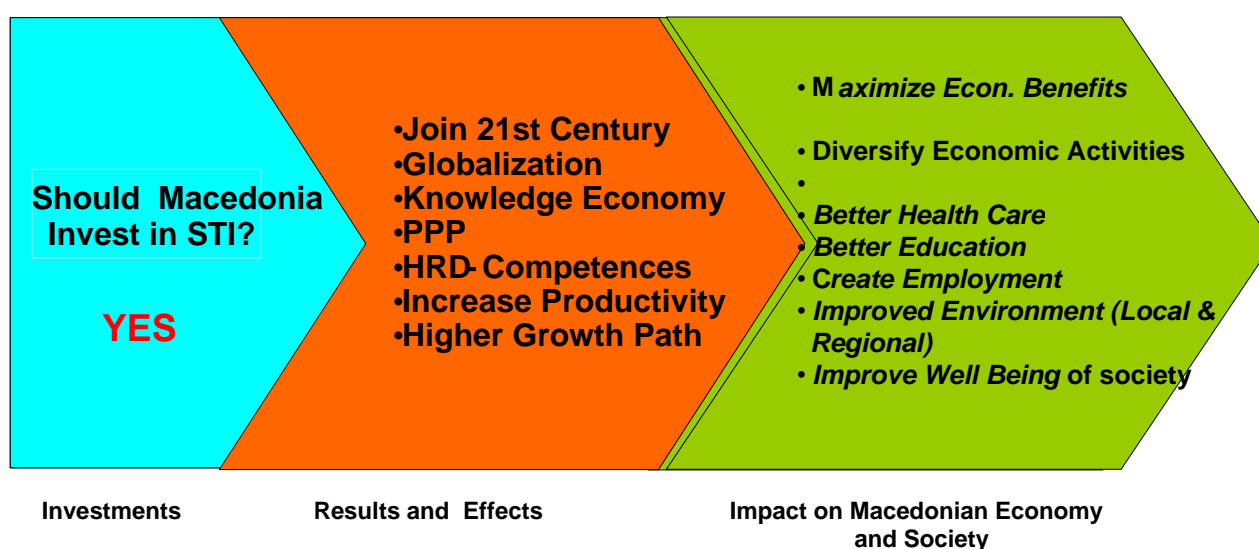 Should Macedonia
Invest in STI?
YES
•Join 21st Century
•Globalization
•Knowledge Economy
•PPP
•HRD-Competences
•Increase Productivity
•Higher Growth Path
• Maximize Econ. Benefits
• Diversify Economic Activities
•
• Better Health Care
• Better Education
• Create Employment
• Improved Environment (Local &
Regional)
• Improve Well Being of society
Investments
Results and Effects
Impact on Macedonian Economy
and Society